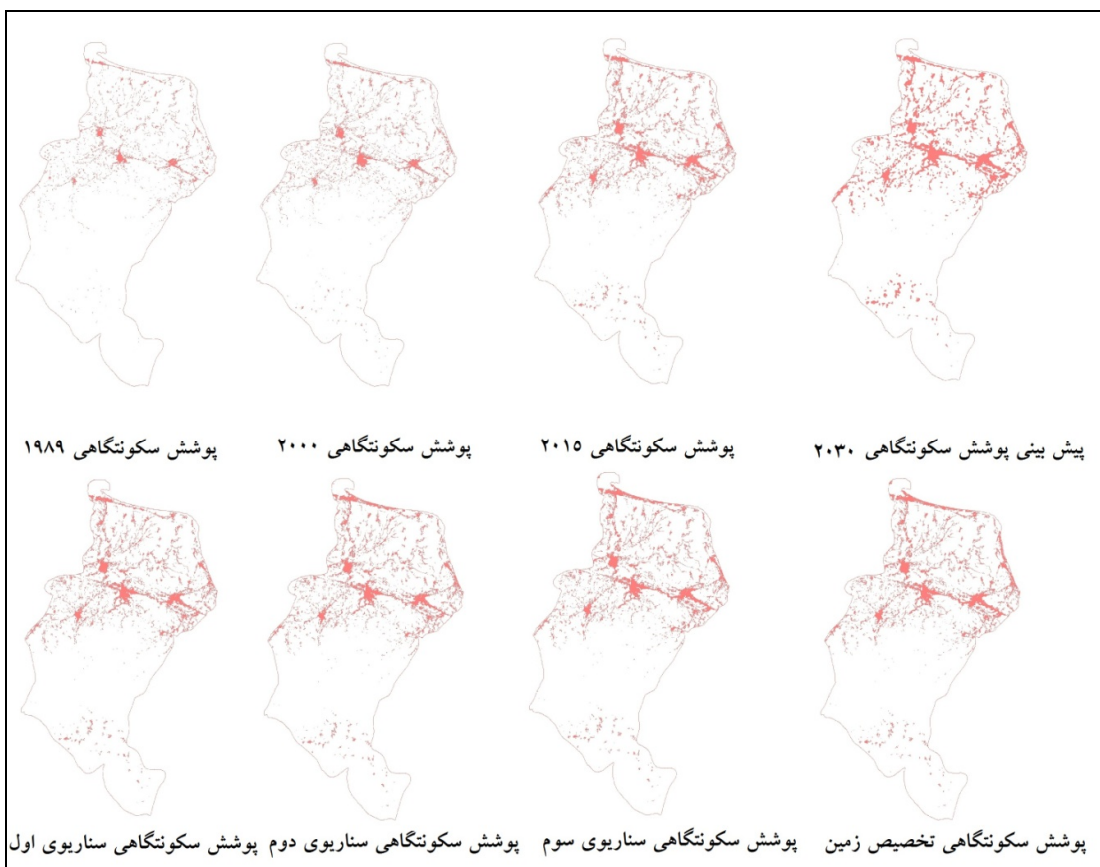 پوشش سکونتگاهی ۱۹۸۹
پوشش سکونتگاهی ۲۰۰۰
پوشش سکونتگاهی ۲۰۱۵
پیش بینی پوشش سکونتگاهی ۲۰۳۰
پوشش سکونتگاهی سناریوی اول
پوشش سکونتگاهی سناریوی دوم
پوشش سکونتگاهی سناریوی سوم
پوشش سکونتگاهی تخصیص زمین